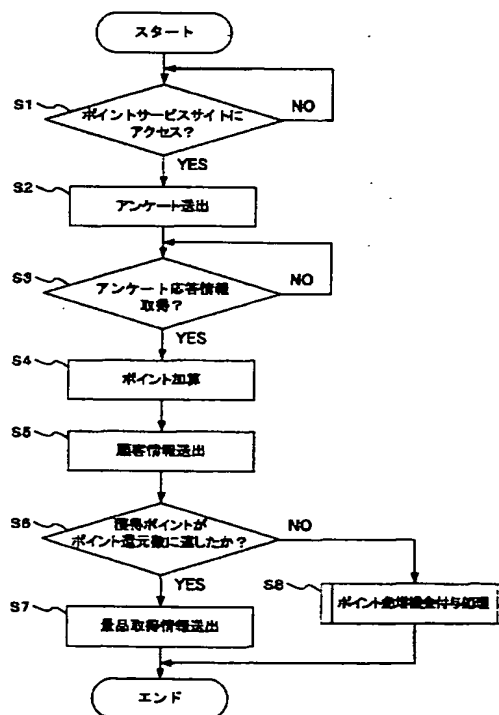 スタート
S1
ポイントサービスサイトに
アクセス?
NO
YES
S2
アンケート送出
S3
アンケート応答情報
取得?
NO
YES
S4
ポイント加算
S5
顧客情報送出
S6
獲得ポイントが
ポイント還元数に達したか?
NO
YES
S7
景品取得情報送出
S8
ポイント数増機会付与処理
エンド